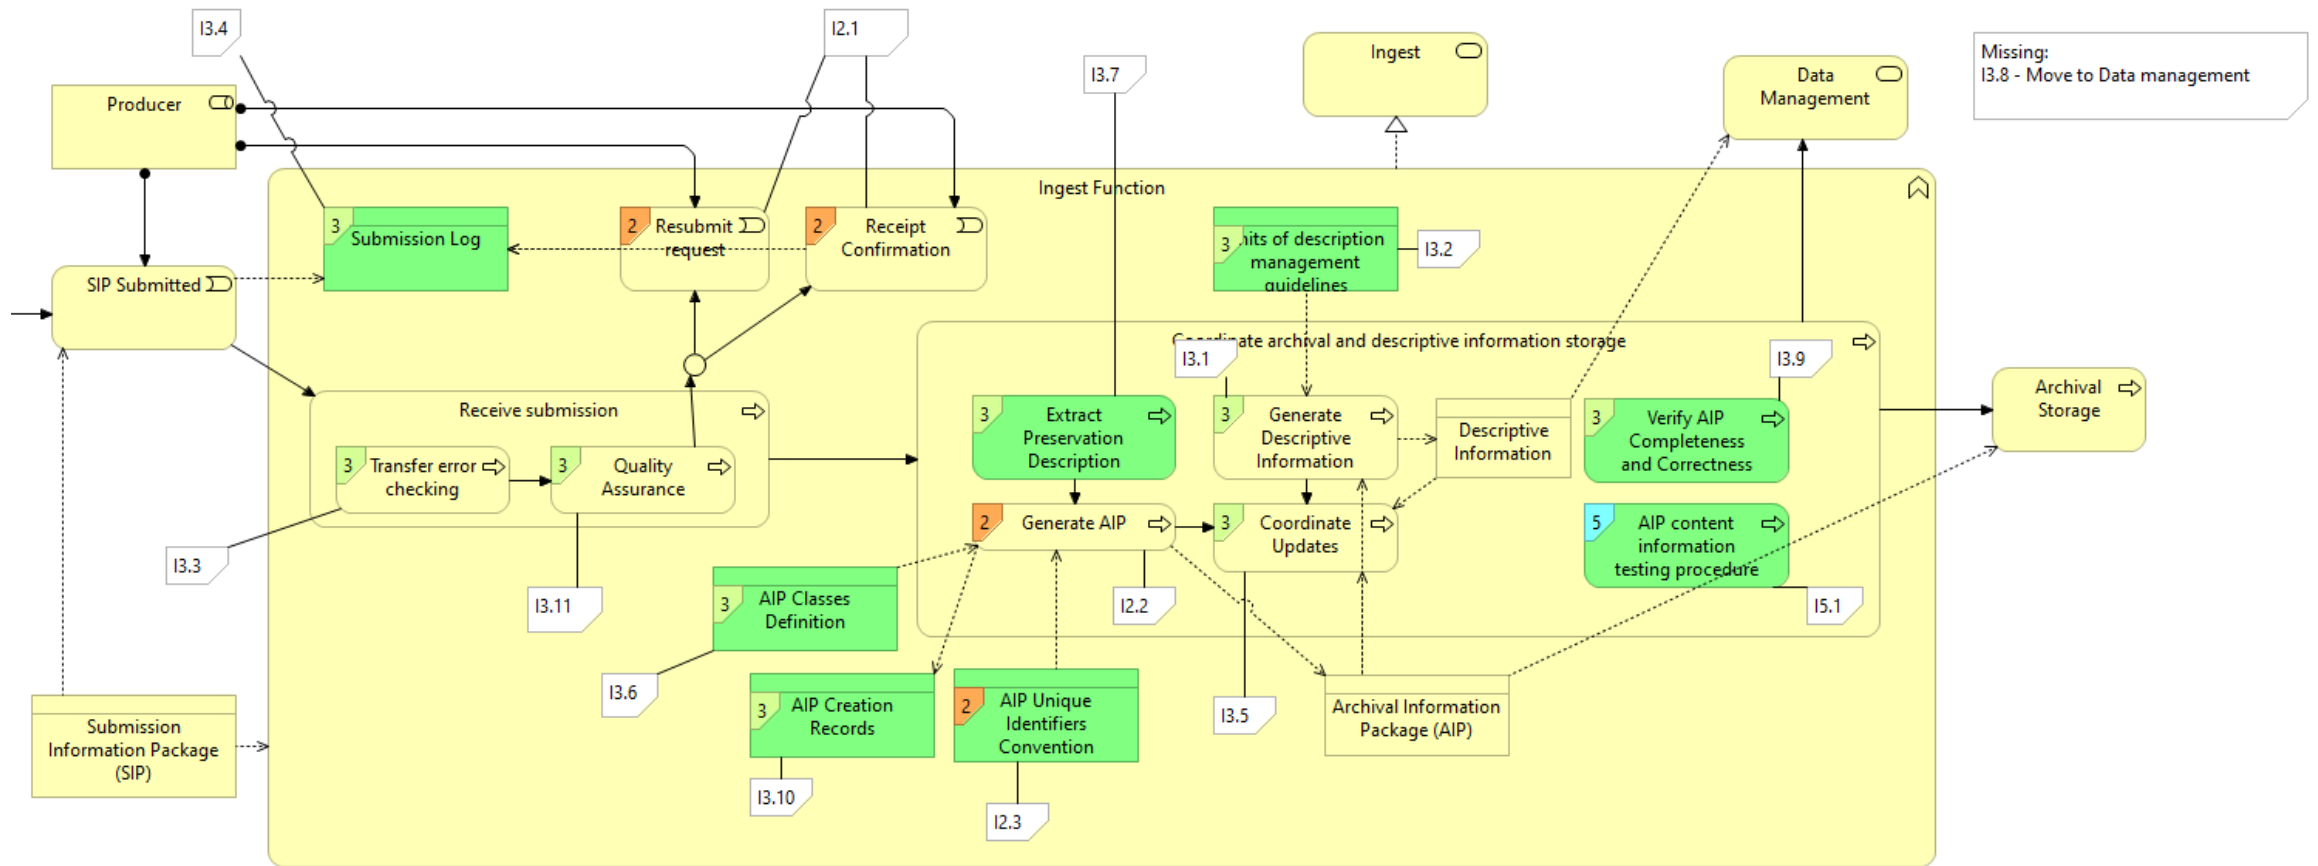 I3.4
I2.1
Ingest
Missing:
I3.8 - Move to Data management
I3.7
Data
Management
Producer
Ingest Function
3
Submission Log
2
Resubmit
request
2
Receipt
Confirmation
3
nits of description
management
guidelines
I3.2
SIP Submitted
Coordinate archival and descriptive information storage
I3.1
I3.9
Receive submission
3
Transfer error
checking
3
Quality
Assurance
3
Extract
Preservation
Description
3
Generate
Descriptive
Information
Descriptive
Information
3
Verify AIP
Completeness
and Correctness
Archival
Storage
2
Generate AIP
3
Coordinate
Updates
5
AIP content
information
testing procedure
I3.3
I3.11
3
AIP Classes
Definition
I2.2
I5.1
I3.6
3
AIP Creation
Records
2
AIP Unique
Identifiers
Convention
I3.5
Archival Information
Package (AIP)
Submission
Information Package
(SIP)
I3.10
I2.3